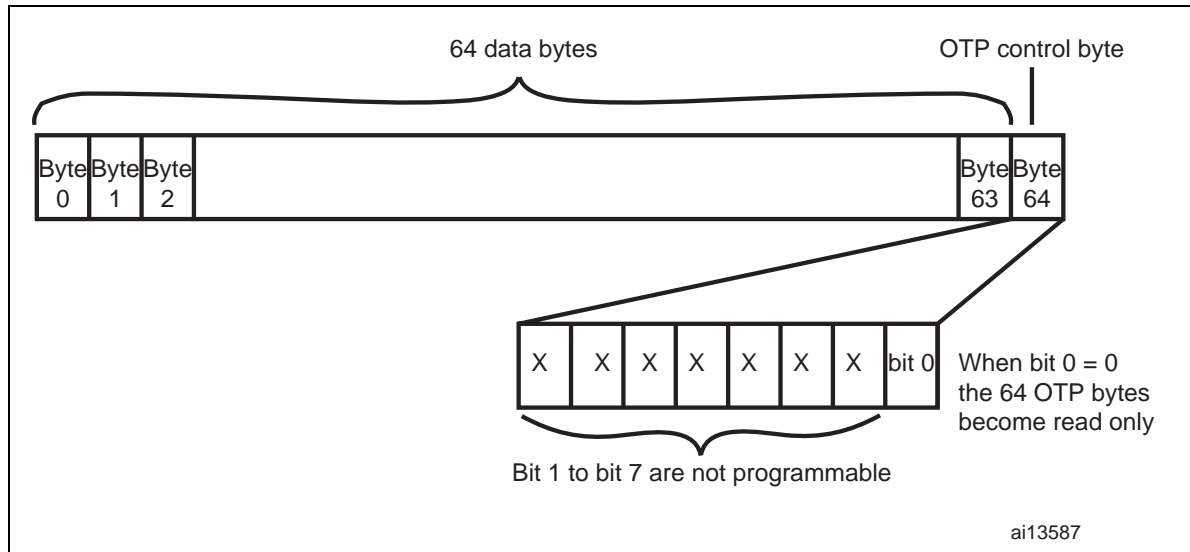 64 data bytes
OTP control byte
Byte Byte Byte
0 1 2
Byte Byte
63 64
X X X X X X X bit 0
When bit 0 = 0
the 64 OTP bytes
become read only
Bit 1 to bit 7 are not programmable
ai13587